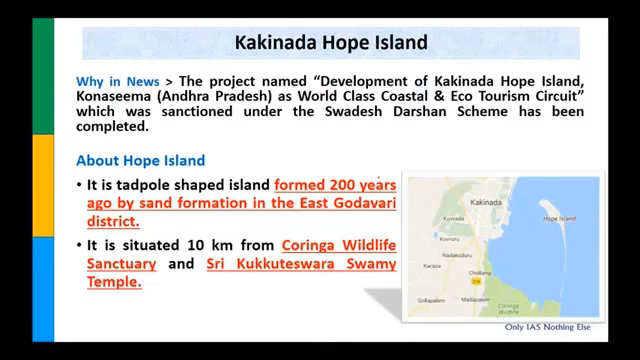 Kakinada Hope Island
Why in News > The project named “Development of Kakinada Hope Island,
Konaseema (Andhra Pradesh) as World Class Coastal & Eco Tourism Circuit”
which was sanctioned under the Swadesh Darshan Scheme has been
completed.
About Hope Island
• It is tadpole shaped island formed 200 years
ago by sand formation in the East Godavari
district.
• It is situated 10 km from Coringa Wildlife
Sanctuary and Sri Kukkuteswara Swamy
Temple.
Kakinada
Hope Island
Kovvada
Kovvuru
Nadakuduru
Karapa
Chollangi
216
Gollapalem
Matlapalem
Coringa
Wildlife
Only IAS Nothing Else